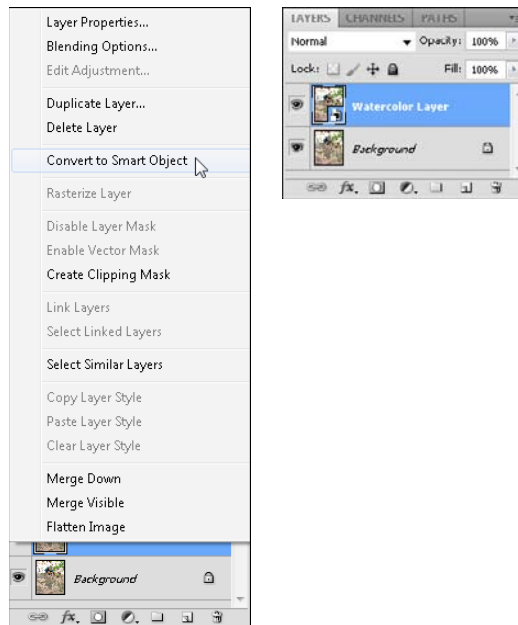 Layer Properties...
Blending Options...
Edit Adjustment...
Duplicate Layer...
Delete Layer
Convert to Smart Object
Rasterize Layer
Disable Layer Mask
Enable Vector Mask
Create Clipping Mask
Link Layers
Select Linked Layers
Select Similar Layers
Copy Layer Style
Paste Layer Style
Clear Layer Style
Merge Down
Merge Visible
Flatten Image
Background
fx.
LAYERS CHANNELS PATHS
Normal Opacity: 100%
Lock: Fill: 100%
Watercolor Layer
Background
fx.